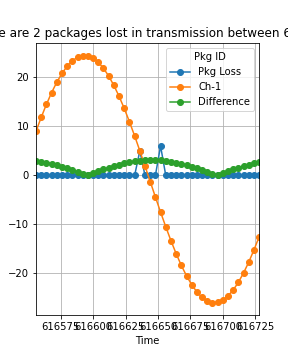 e are 2 packages lost in transmission between 6
Pkg ID
Pkg Loss
Ch-1
Difference
20
10
0
−10
−20
616575 616600 616625 616650 616675 616700 616725
Time